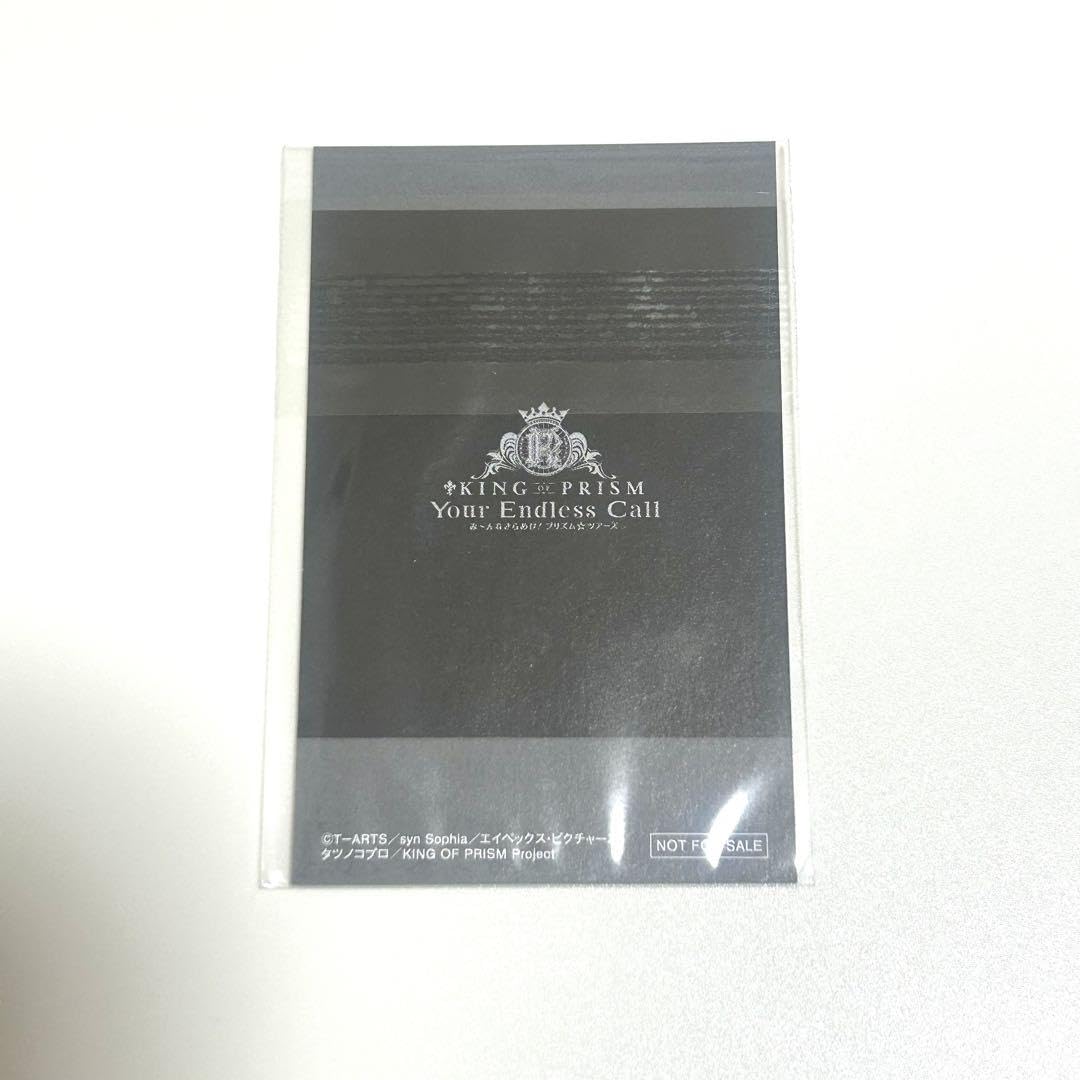 KING OF PRISM
Your Endless Call
み〜んなきらめけ！プリズム☆ツアーズ
©T-ARTS／syn Sophia／エイベックス・ピクチャーズ
タツノコプロ／KING OF PRISM Project
NOT FOR SALE